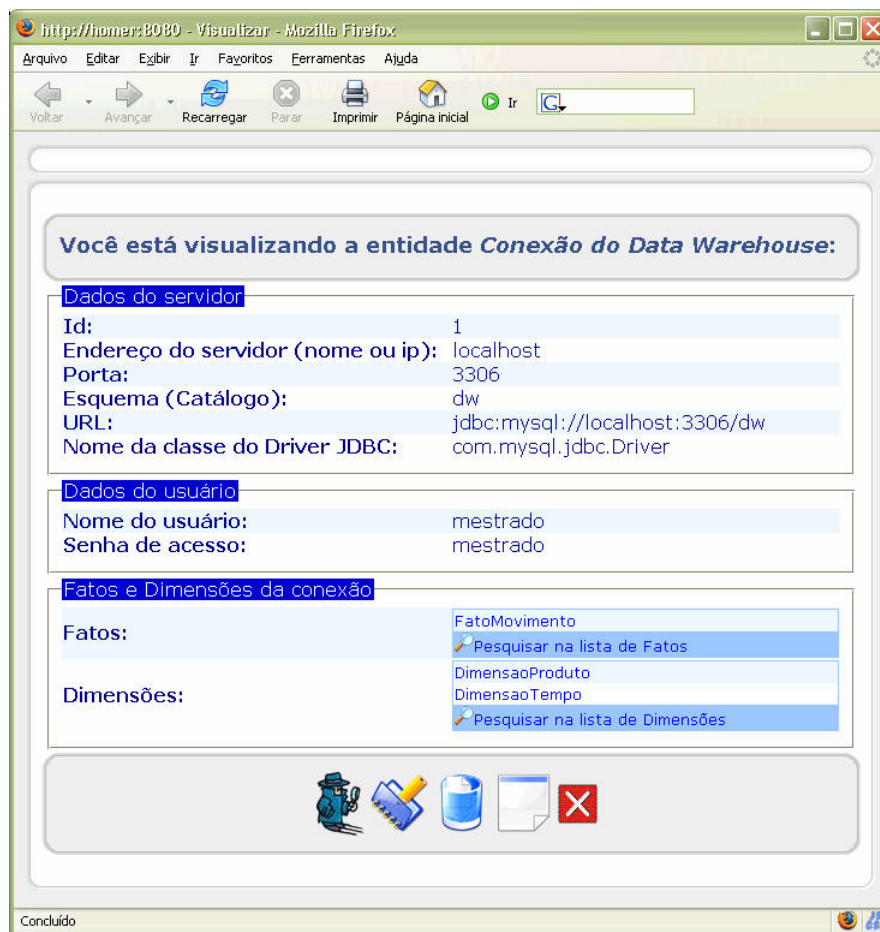 http://homer:8080 - Visualizar - Mozilla Firefox
Arquivo Editar Exibir Ir Favoritos Ferramentas Ajuda
Voltar Avançar Recarregar Parar Imprimir Página inicial Ir G
Você está visualizando a entidade Conexão do Data Warehouse:
Dados do servidor
Id: 1
Endereço do servidor (nome ou ip): localhost
Porta: 3306
Esquema (Catálogo): dw
URL: jdbc:mysql://localhost:3306/dw
Nome da classe do Driver JDBC: com.mysql.jdbc.Driver
Dados do usuário
Nome do usuário: mestrado
Senha de acesso: mestrado
Fatos e Dimensões da conexão
Fatos: FatoMovimento
Pesquisar na lista de Fatos
Dimensões: DimensaoProduto
DimensaoTempo
Pesquisar na lista de Dimensões
Concluído